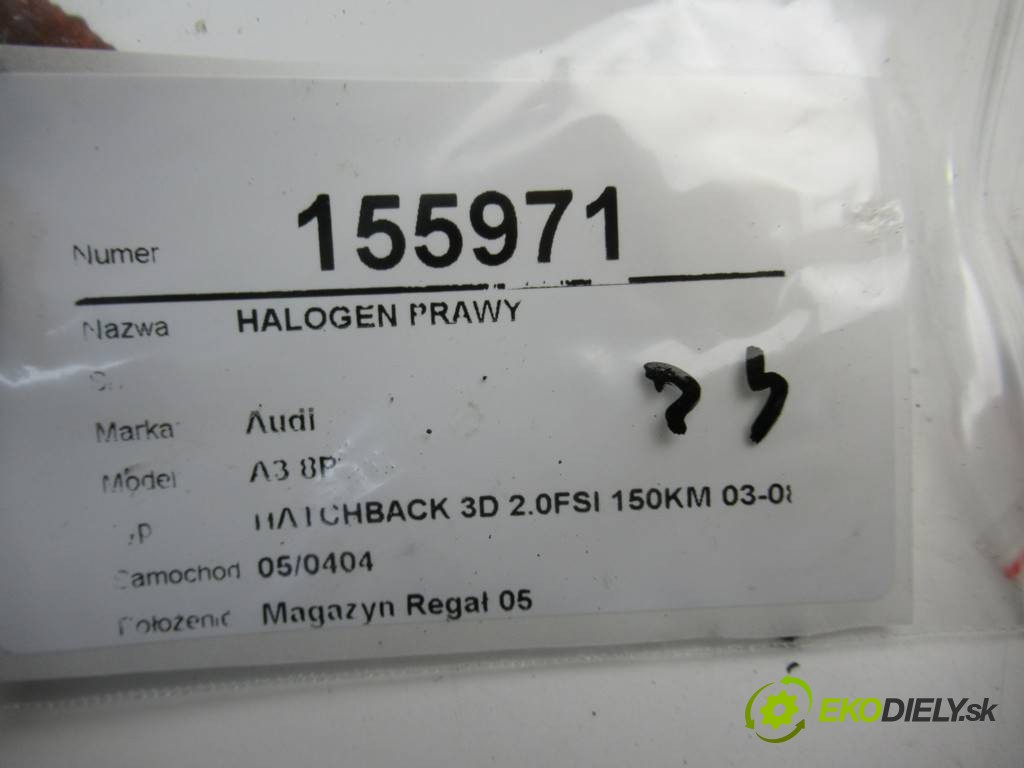 Numer 155971
Nazwa HALOGEN PRAWY
Marka Audi
Model A3 8P
HATCHBACK 3D 2.0FSI 150KM 03-08
Samochod 05/0404
Położenie Magazyn Regał 05
EKODIELY.sk